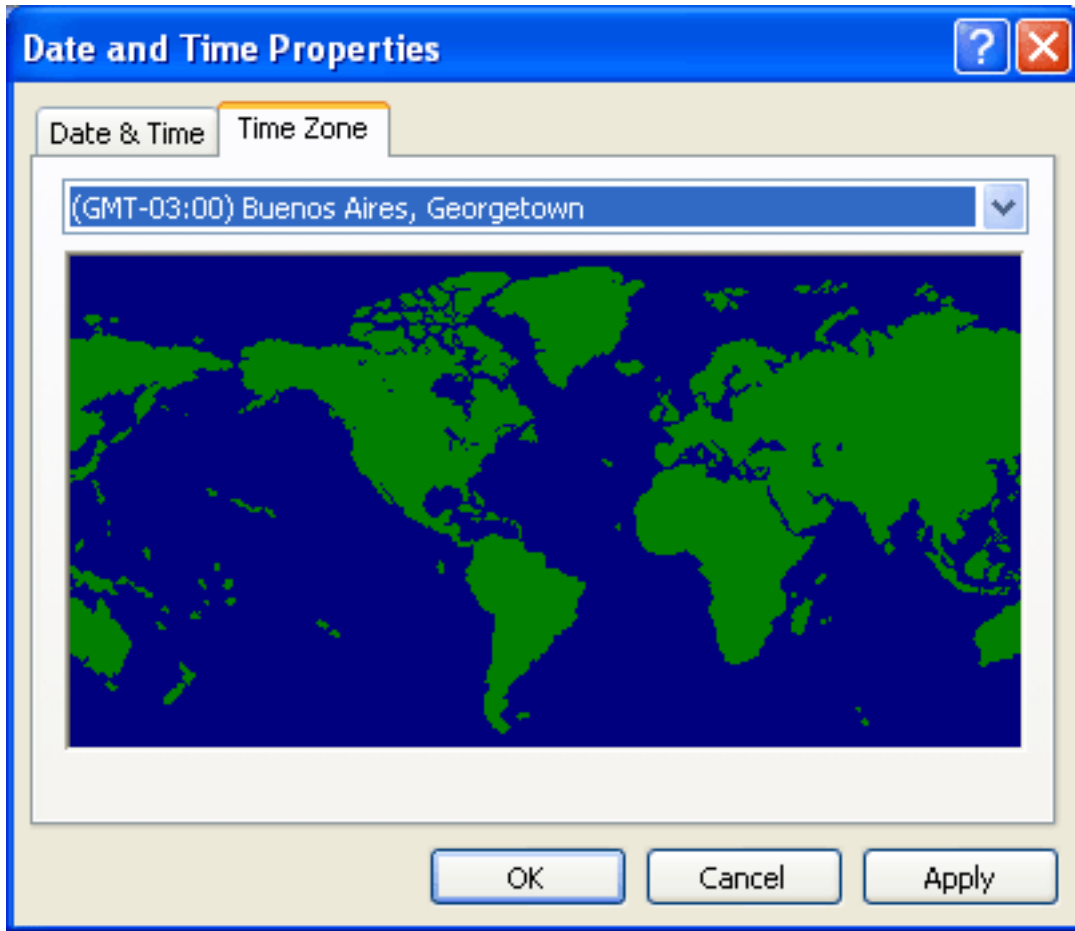 Date and Time Properties
Date & Time
Time Zone
(GMT-03:00) Buenos Aires, Georgetown
OK
Cancel
Apply